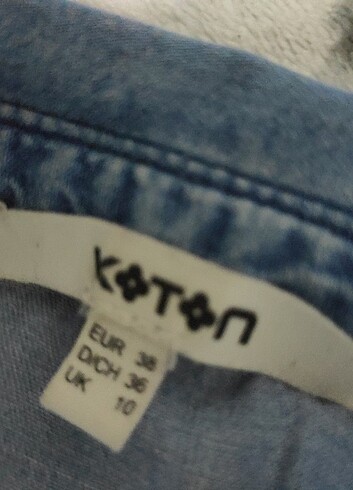 KOTON
EUR 38
D/CH 36
UK 10